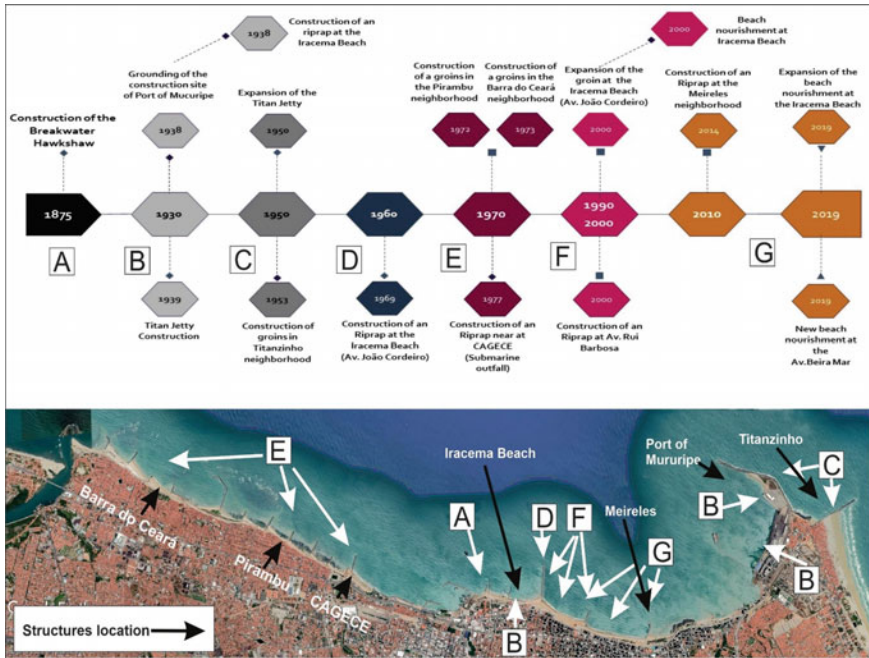 1938
Construction of an
riprap at the
Iracema Beach
2000
Beach
nourishment at
Iracema Beach
Grounding of the
construction site
of Port of Mucuripe
Expansion of the
Titan Jetty
Construction
of a groins in
the Pirambu
neighborhood
Construction of
a groins in the
Barra do Ceará
neighborhood
Expansion of the
groin at the
Iracema Beach
(Av. João Cordeiro)
Construction of an
Riprap at the
Meireles
neighborhood
Expansion of the
beach
nourishment at
the Iracema Beach
Construction of
the Breakwater
Hawkshaw
1938
1950
1972
1973
2000
2014
2019
1875
1930
1950
1960
1970
1990
2000
2010
2019
A
B
C
D
E
F
G
1939
1953
1969
1977
2000
2019
Titan Jetty
Construction
Construction of
groins in
Titanzinho
neighborhood
Construction of an
Riprap at the
Iracema Beach
(Av. João Cordeiro)
Construction of an
Riprap near at
CAGECE
(Submarine
outfall)
Construction of an
Riprap at Av. Rui
Barbosa
New beach
nourishment at
the
Av.Beira Mar
E
Barra do Ceará
Pirambu
CAGECE
Iracema Beach
A
B
D
F
Meireles
G
Port of
Mururipe
Titanzinho
C
B
B
Structures location